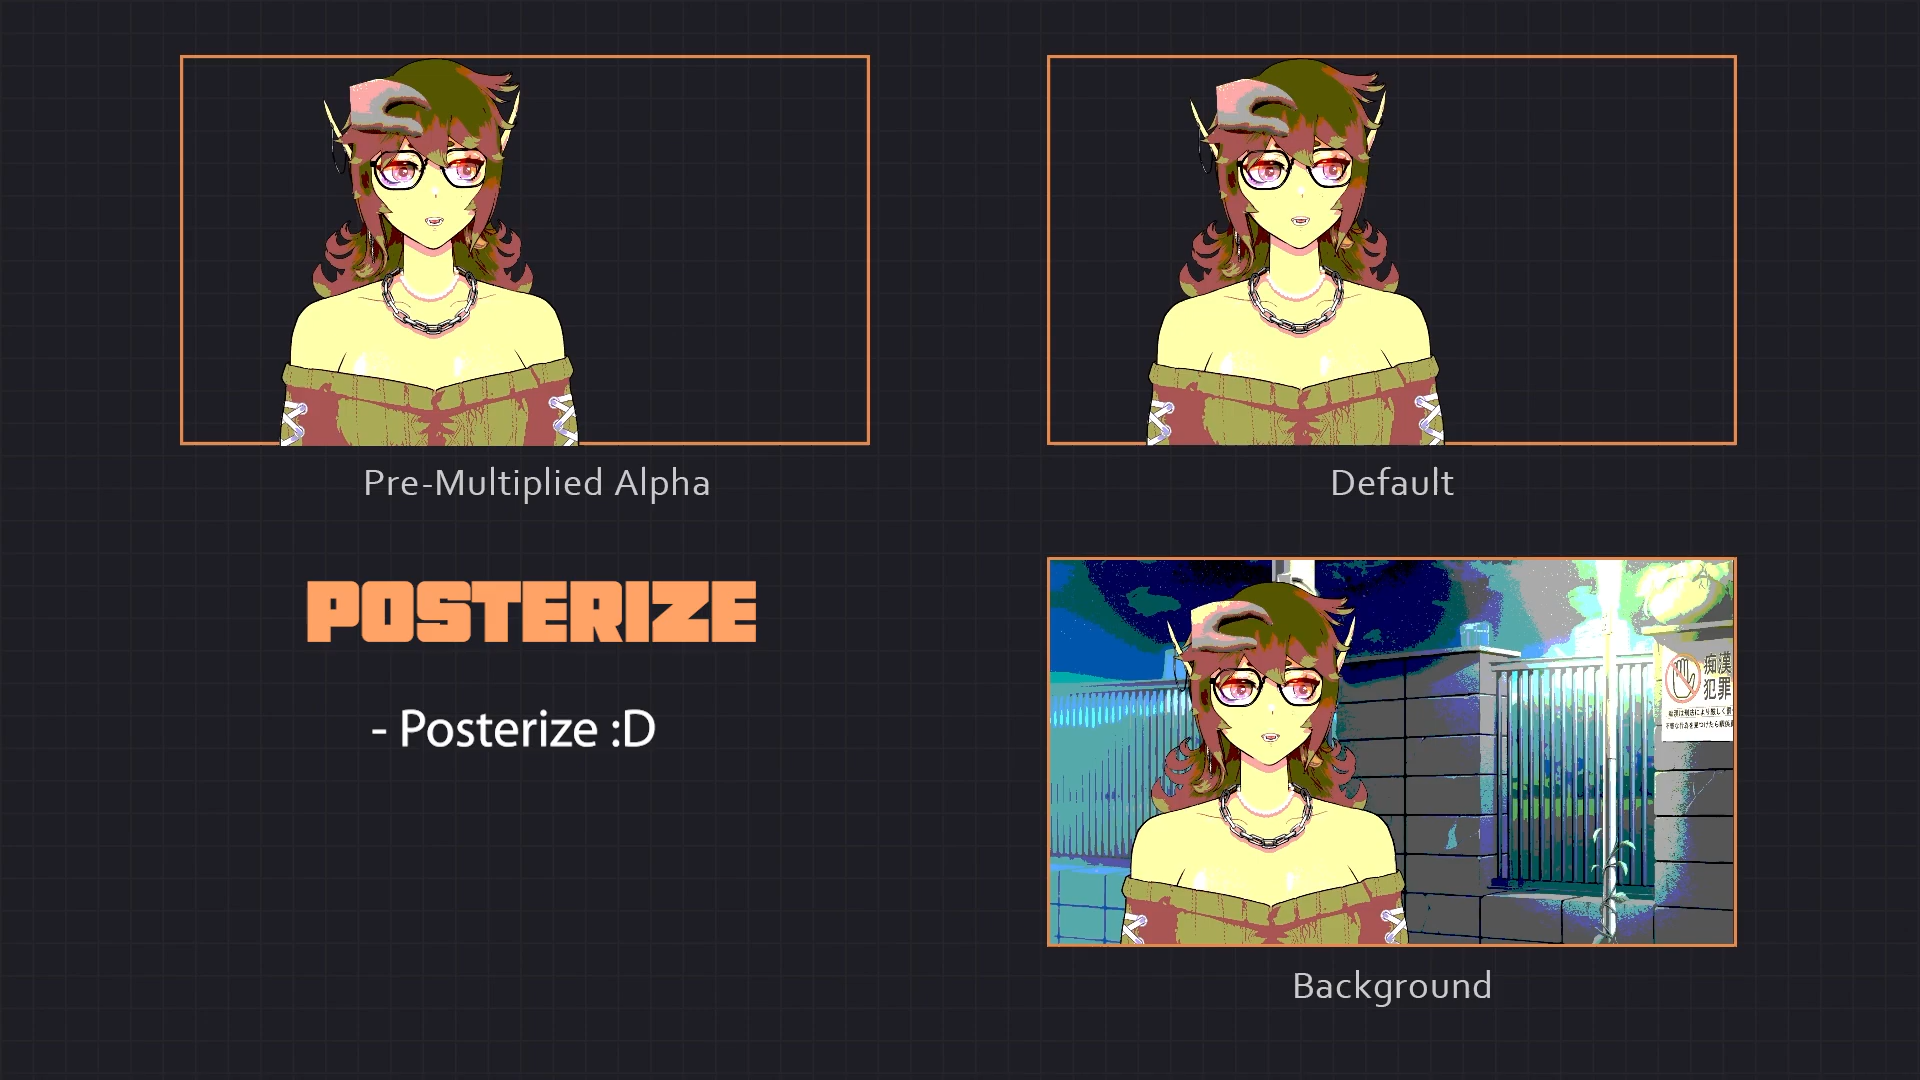 Pre-Multiplied Alpha
Default
POSTERIZE
- Posterize :D
痴漢
犯罪
Background